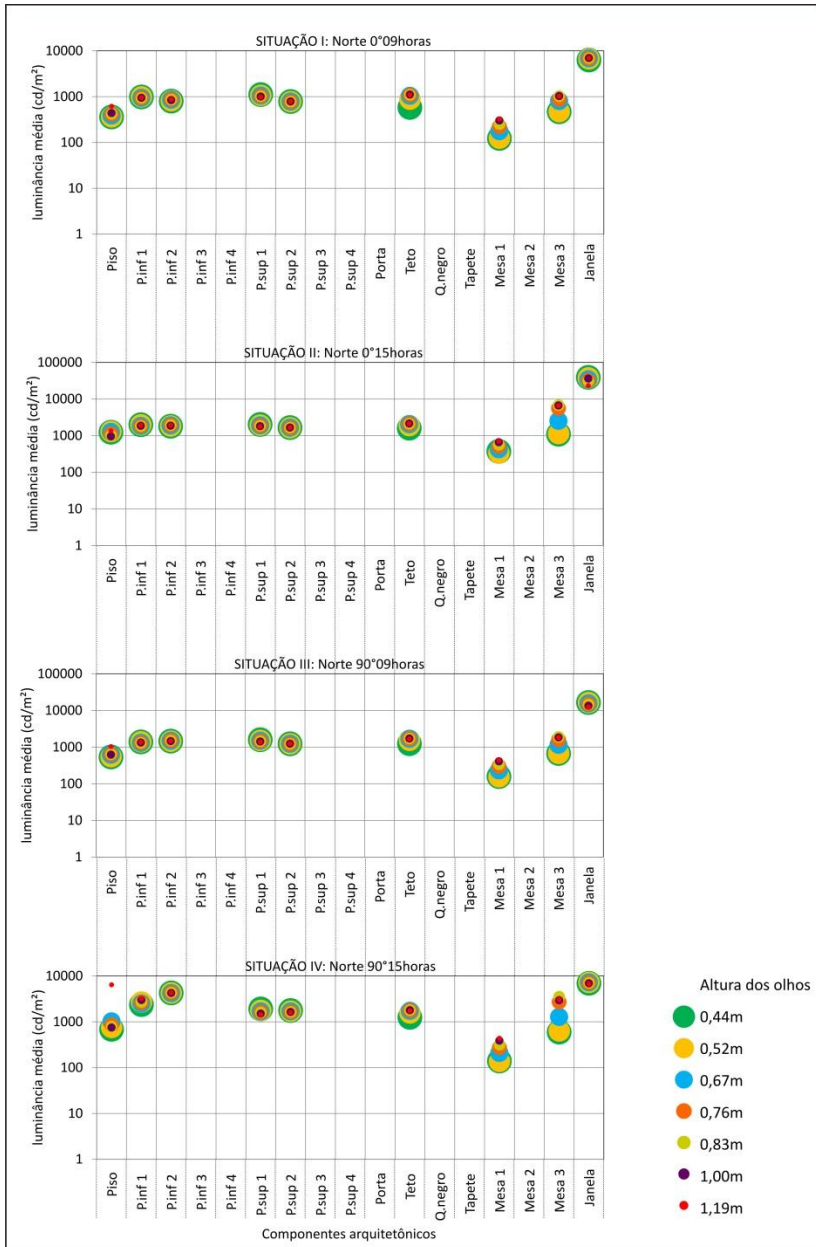 SITUAÇÃO I: Norte 0°09horas
luminância média (cd/m²)
10000
1000
100
10
1
Piso
P.inf 1
P.inf 2
P.inf 3
P.inf 4
P.sup 1
P.sup 2
P.sup 3
P.sup 4
Porta
Teto
Q.negro
Tapete
Mesa 1
Mesa 2
Mesa 3
Janela
SITUAÇÃO II: Norte 0°15horas
luminância média (cd/m²)
100000
10000
1000
100
10
1
Piso
P.inf 1
P.inf 2
P.inf 3
P.inf 4
P.sup 1
P.sup 2
P.sup 3
P.sup 4
Porta
Teto
Q.negro
Tapete
Mesa 1
Mesa 2
Mesa 3
Janela
SITUAÇÃO III: Norte 90°09horas
luminância média (cd/m²)
100000
10000
1000
100
10
1
Piso
P.inf 1
P.inf 2
P.inf 3
P.inf 4
P.sup 1
P.sup 2
P.sup 3
P.sup 4
Porta
Teto
Q.negro
Tapete
Mesa 1
Mesa 2
Mesa 3
Janela
SITUAÇÃO IV: Norte 90°15horas
luminância média (cd/m²)
10000
1000
100
10
1
Piso
P.inf 1
P.inf 2
P.inf 3
P.inf 4
P.sup 1
P.sup 2
P.sup 3
P.sup 4
Porta
Teto
Q.negro
Tapete
Mesa 1
Mesa 2
Mesa 3
Janela
Componentes arquitetônicos
Altura dos olhos
0,44m
0,52m
0,67m
0,76m
0,83m
1,00m
1,19m